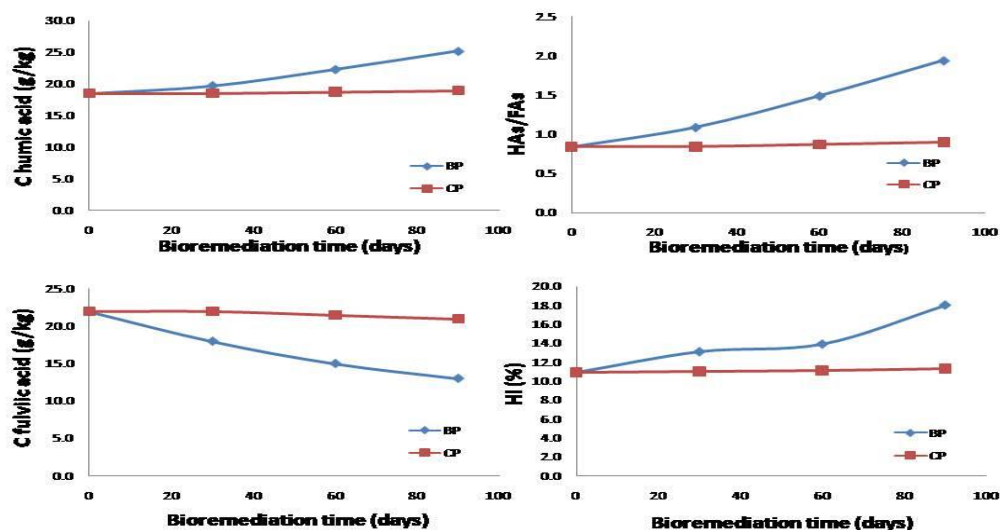 C humic acid (g/kg)
30.0
25.0
20.0
15.0
10.0
5.0
0.0
BP
CP
0 20 40 60 80 100
Bioremediation time (days)
HAs/FAs
2.5
2.0
1.5
1.0
0.5
0.0
BP
CP
0 20 40 60 80 100
Bioremediation time (days)
C fulviic acid (g/kg)
25.0
20.0
15.0
10.0
5.0
0.0
BP
CP
0 20 40 60 80 100
Bioremediation time (days)
HI (%)
20.0
18.0
16.0
14.0
12.0
10.0
8.0
6.0
4.0
2.0
0.0
BP
CP
0 20 40 60 80 100
Bioremediation time (days)